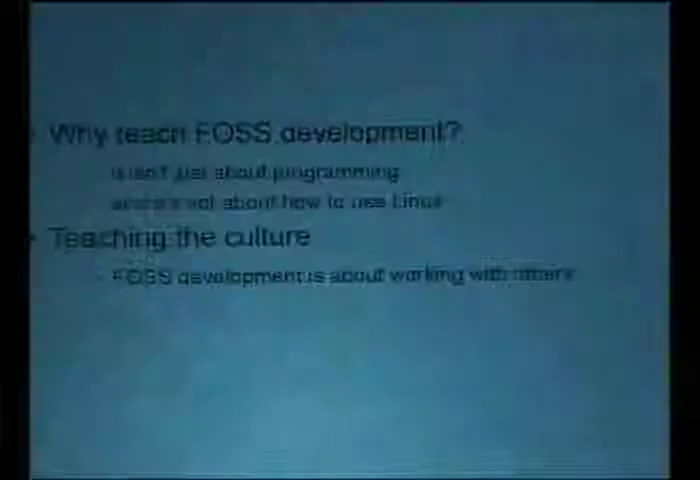 • Why teach FOSS development?
isn't just about programming
not about how to use Linux
• Teaching the culture
- FOSS development is about working with others